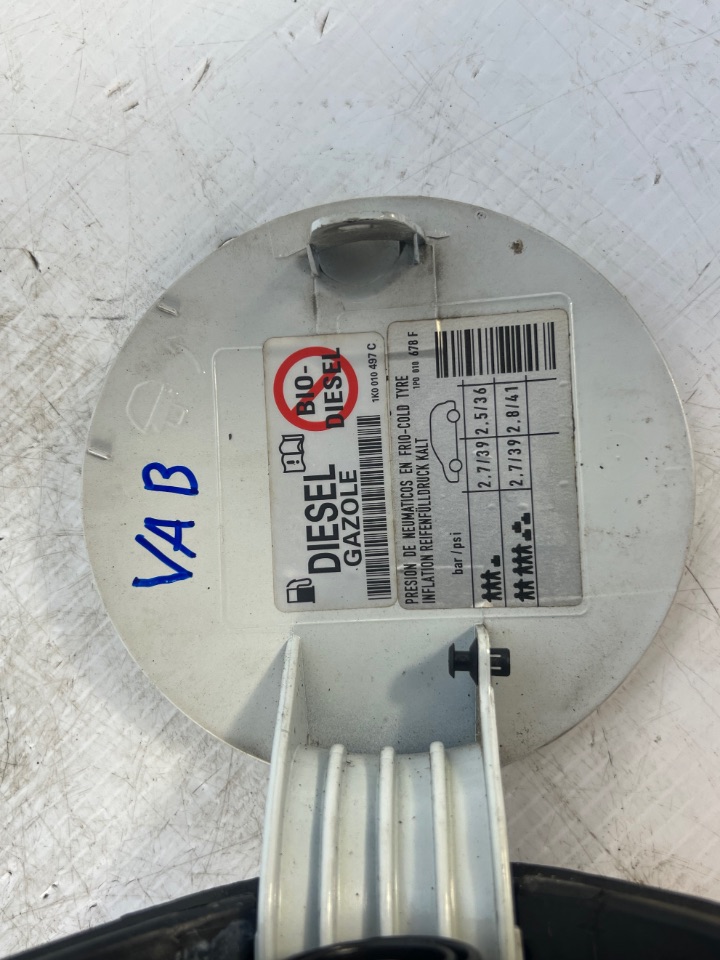 VAB
DIESEL
GAZOLE
BIO-
DIESEL
1K0 010 497 C
PRESION DE NEUMATICOS EN FRIO-COLD TYRE
INFLATION REIFENFÜLLDRUCK KALT
1P0 010 678 F
bar/psi
2.7/39 2.5/36
2.7/39 2.8/41